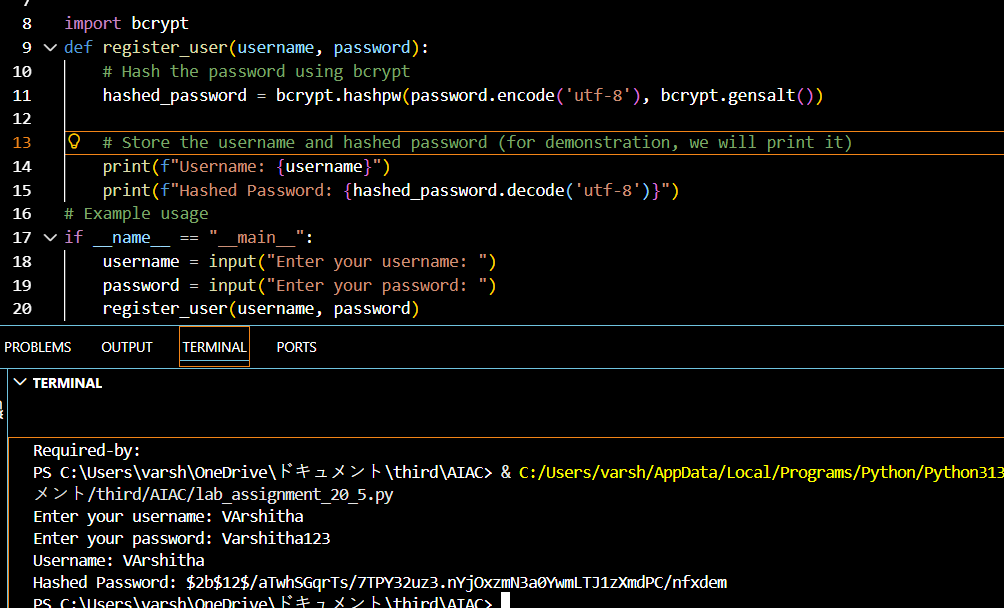 7
8 import bcrypt
9 def register_user(username, password):
10 # Hash the password using bcrypt
11 hashed_password = bcrypt.hashpw(password.encode('utf-8'), bcrypt.gensalt())
12
13 # Store the username and hashed password (for demonstration, we will print it)
14 print(f"Username: {username}")
15 print(f"Hashed Password: {hashed_password.decode('utf-8')}")
16 # Example usage
17 if __name__ == "__main__":
18 username = input("Enter your username: ")
19 password = input("Enter your password: ")
20 register_user(username, password)
PROBLEMS OUTPUT TERMINAL PORTS
TERMINAL
Required-by:
PS C:\Users\varsh\OneDrive\ドキュメント\third\AIAC> & C:/Users/varsh/AppData/Local/Programs/Python/Python313
メント/third/AIAC/lab_assignment_20_5.py
Enter your username: VArshitha
Enter your password: Varshitha123
Username: VArshitha
Hashed Password: $2b$12$/aTwhSGqrTs/7TPY32uz3.nYjOxzmN3a0YwmLTJ1zXmdPC/nfxdem
PS C:\Users\varsh\OneDrive\ドキュメント\third\AIAC>